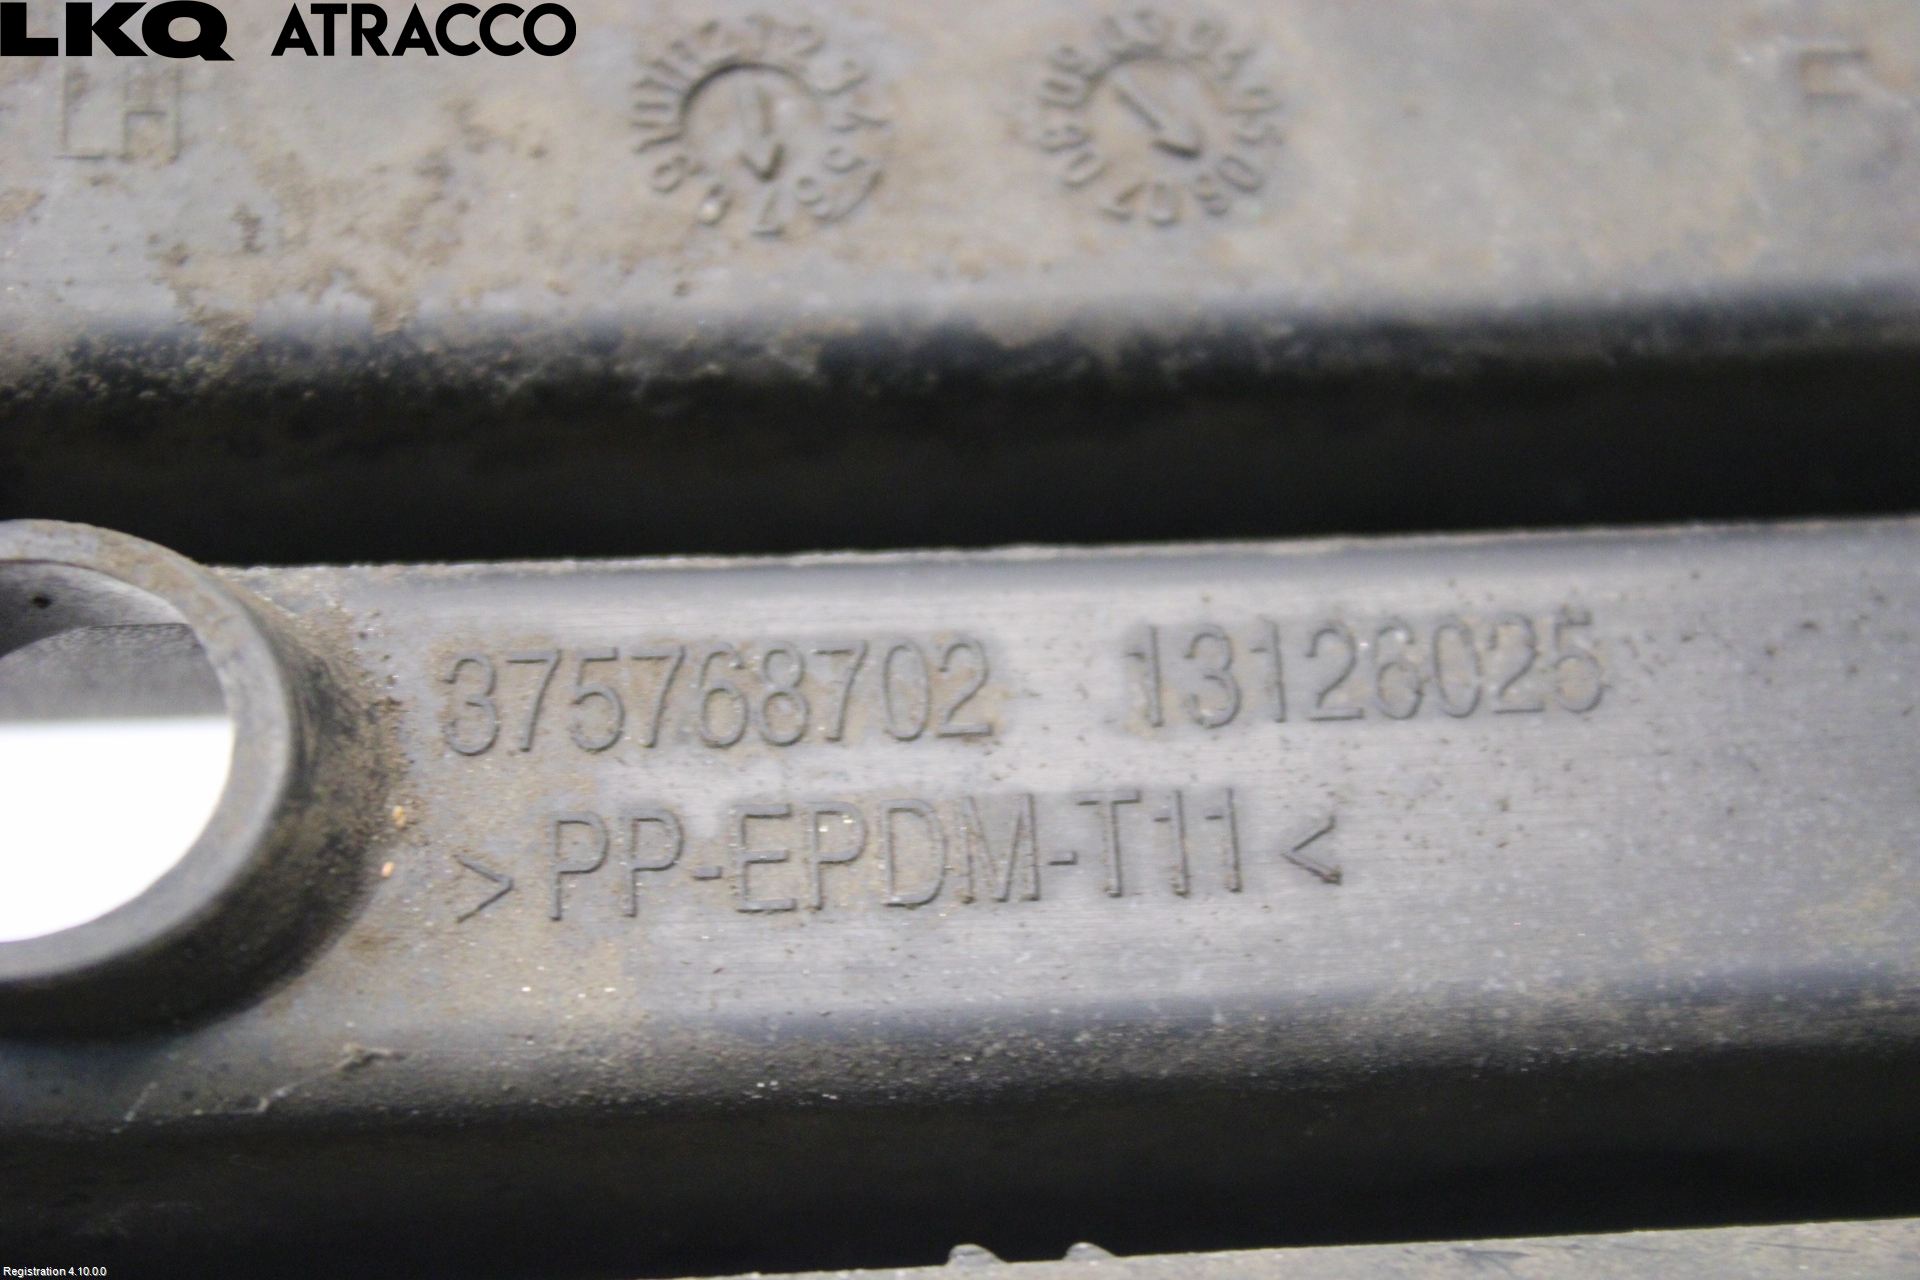 LKQ ATRACCO
LH
375768702 13126025
>PP-EPDM-T11<
Registration 4.10.0.0